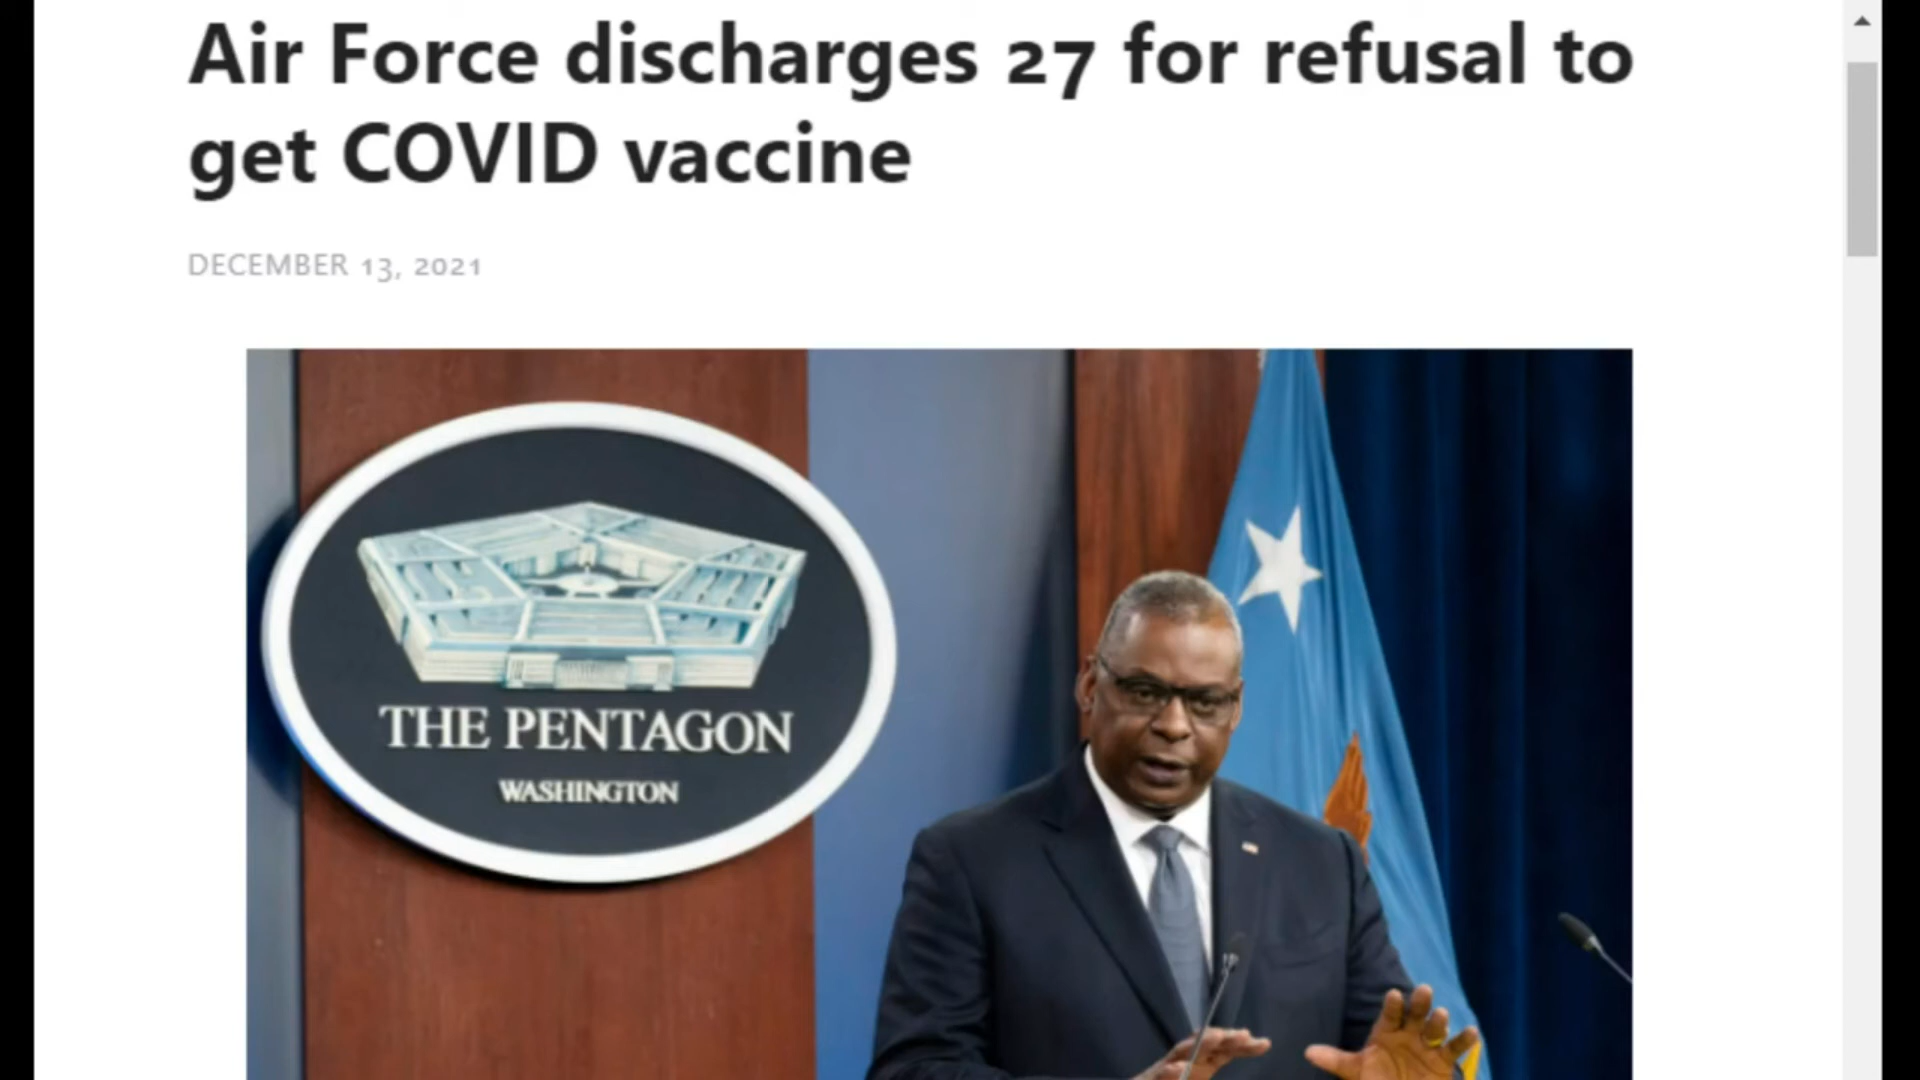 Air Force discharges 27 for refusal to
get COVID vaccine
DECEMBER 13, 2021
THE PENTAGON
WASHINGTON